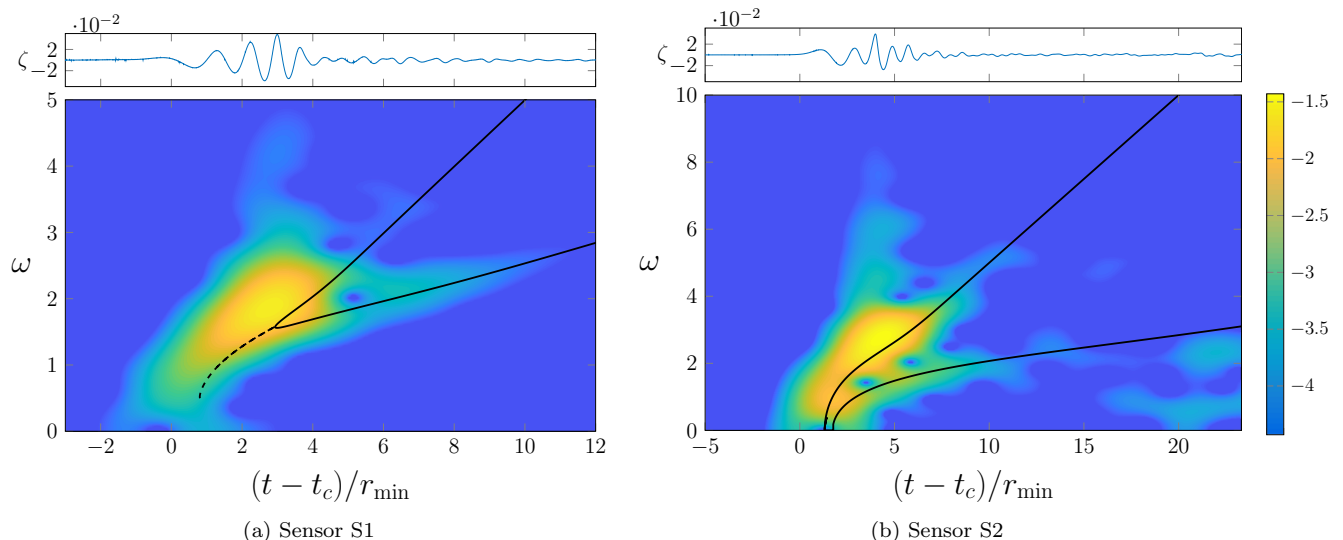 ·10⁻² ·10⁻²
ζ 2 −2 ζ 2 −2
5 4 3 2 1 0
ω
−2 0 2 4 6 8 10 12
(t − t_c)/r_min
(a) Sensor S1
10 8 6 4 2 0
ω
−5 0 5 10 15 20
(t − t_c)/r_min
(b) Sensor S2
−1.5
−2
−2.5
−3
−3.5
−4